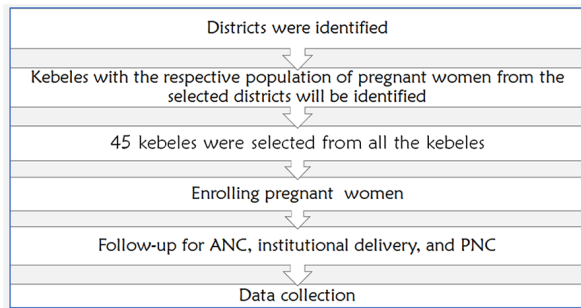 Districts were identified
Kebeles with the respective population of pregnant women from the
selected districts will be identified
45 kebeles were selected from all the kebeles
Enrolling pregnant women
Follow-up for ANC, institutional delivery, and PNC
Data collection